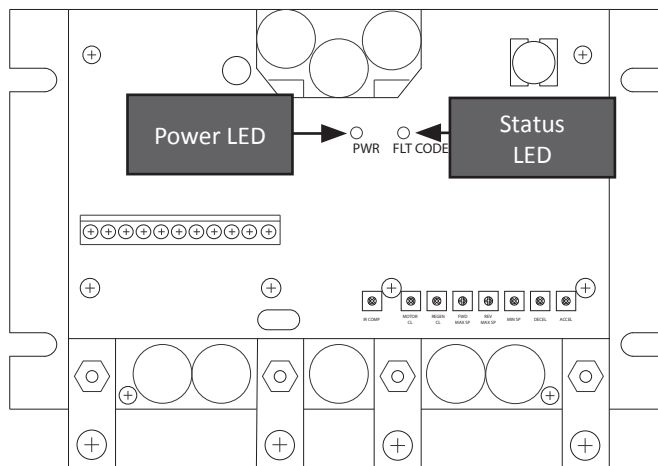 Power LED
Status
LED
PWR
FLT CODE
IR COMP
MOTOR
CL
REGEN
CL
FWD
MAX SP
REV
MAX SP
MIN SP
DECEL
ACCEL